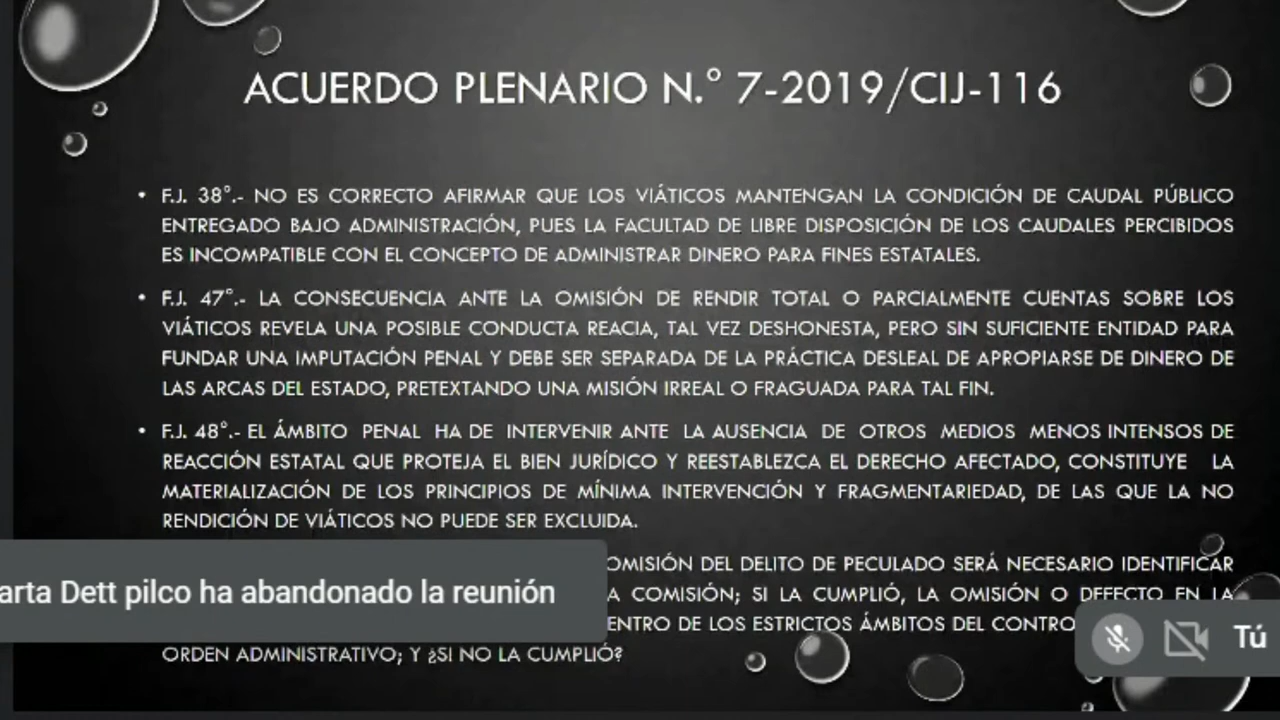 ACUERDO PLENARIO N.° 7-2019/CIJ-116
• F.J. 38°.- NO ES CORRECTO AFIRMAR QUE LOS VIÁTICOS MANTENGAN LA CONDICIÓN DE CAUDAL PÚBLICO
ENTREGADO BAJO ADMINISTRACIÓN, PUES LA FACULTAD DE LIBRE DISPOSICIÓN DE LOS CAUDALES PERCIBIDOS
ES INCOMPATIBLE CON EL CONCEPTO DE ADMINISTRAR DINERO PARA FINES ESTATALES.
• F.J. 47°.- LA CONSECUENCIA ANTE LA OMISIÓN DE RENDIR TOTAL O PARCIALMENTE CUENTAS SOBRE LOS
VIÁTICOS REVELA UNA POSIBLE CONDUCTA REACIA, TAL VEZ DESHONESTA, PERO SIN SUFICIENTE ENTIDAD PARA
FUNDAR UNA IMPUTACIÓN PENAL Y DEBE SER SEPARADA DE LA PRÁCTICA DESLEAL DE APROPIARSE DE DINERO DE
LAS ARCAS DEL ESTADO, PRETEXTANDO UNA MISIÓN IRREAL O FRAGUADA PARA TAL FIN.
• F.J. 48°.- EL ÁMBITO PENAL HA DE INTERVENIR ANTE LA AUSENCIA DE OTROS MEDIOS MENOS INTENSOS DE
REACCIÓN ESTATAL QUE PROTEJA EL BIEN JURÍDICO Y REESTABLEZCA EL DERECHO AFECTADO, CONSTITUYE LA
MATERIALIZACIÓN DE LOS PRINCIPIOS DE MÍNIMA INTERVENCIÓN Y FRAGMENTARIEDAD, DE LAS QUE LA NO
RENDICIÓN DE VIÁTICOS NO PUEDE SER EXCLUIDA.
OMISIÓN DEL DELITO DE PECULADO SERÁ NECESARIO IDENTIFICAR
A COMISIÓN; SI LA CUMPLIÓ, LA OMISIÓN O DEFECTO EN LA
ENTRO DE LOS ESTRICTOS ÁMBITOS DEL CONTRO
ORDEN ADMINISTRATIVO; Y ¿SI NO LA CUMPLIÓ?
arta Dett pilco ha abandonado la reunión
Tú